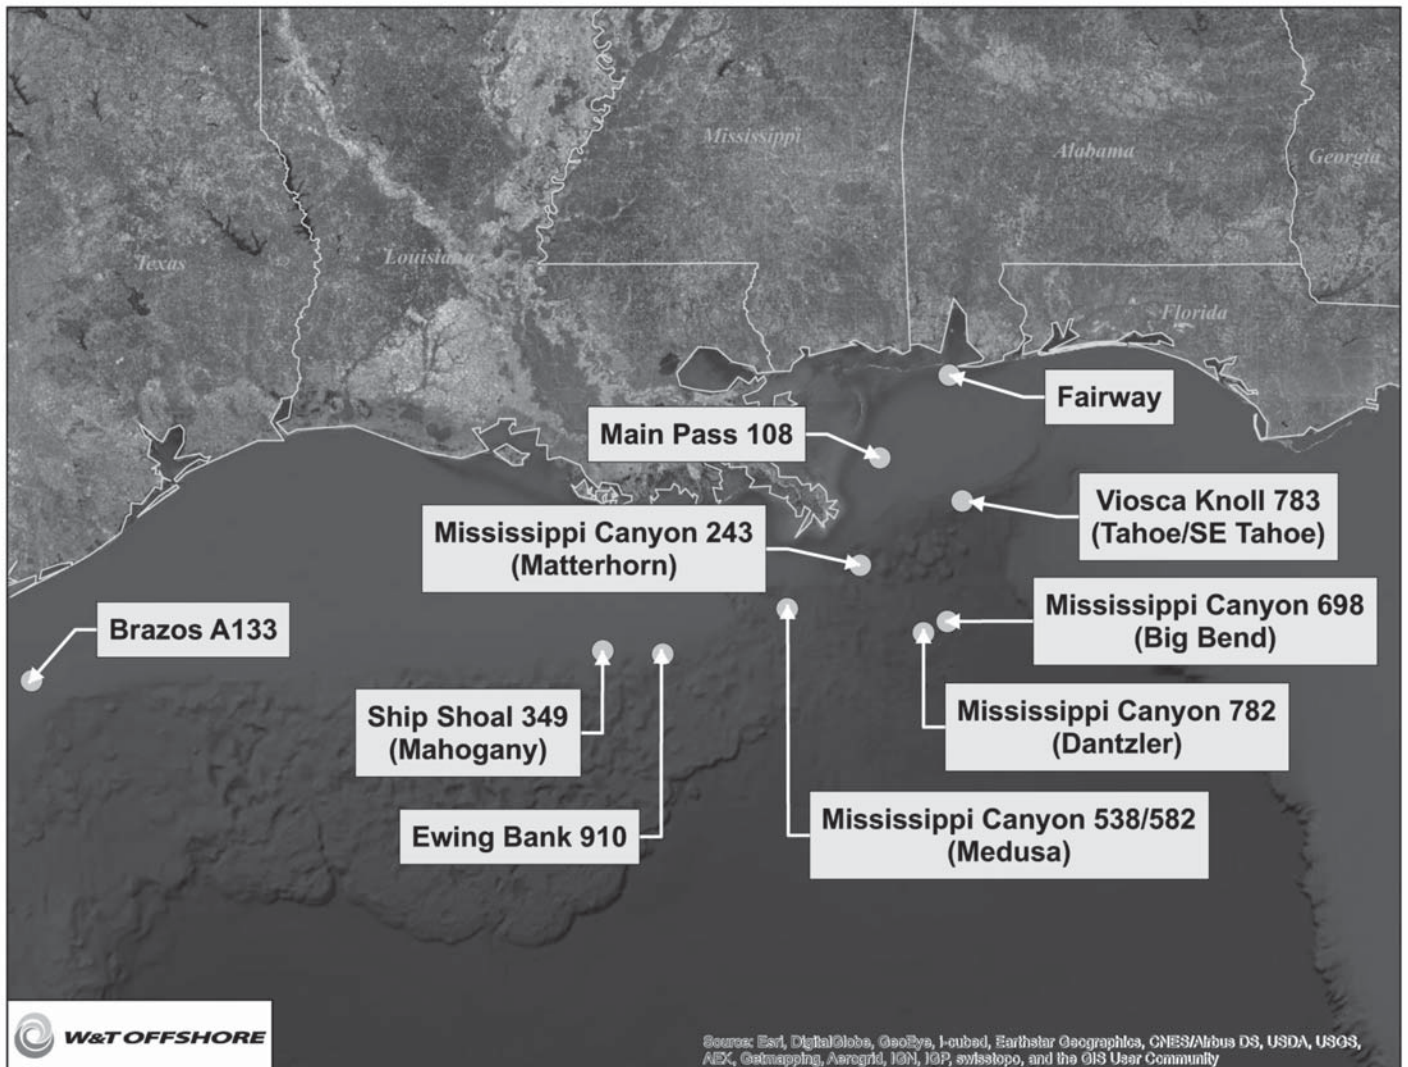 Mississippi
Alabama
Georgia
Texas
Louisiana
Florida
Fairway
Main Pass 108
Viosca Knoll 783
(Tahoe/SE Tahoe)
Mississippi Canyon 243
(Matterhorn)
Mississippi Canyon 698
(Big Bend)
Brazos A133
Ship Shoal 349
(Mahogany)
Mississippi Canyon 782
(Dantzler)
Ewing Bank 910
Mississippi Canyon 538/582
(Medusa)
W&T OFFSHORE
Source: Esri, DigitalGlobe, GeoEye, i-cubed, Earthstar Geographics, CNES/Airbus DS, USDA, USGS,
AEX, Getmapping, Aerogrid, IGN, IGP, swisstopo, and the GIS User Community